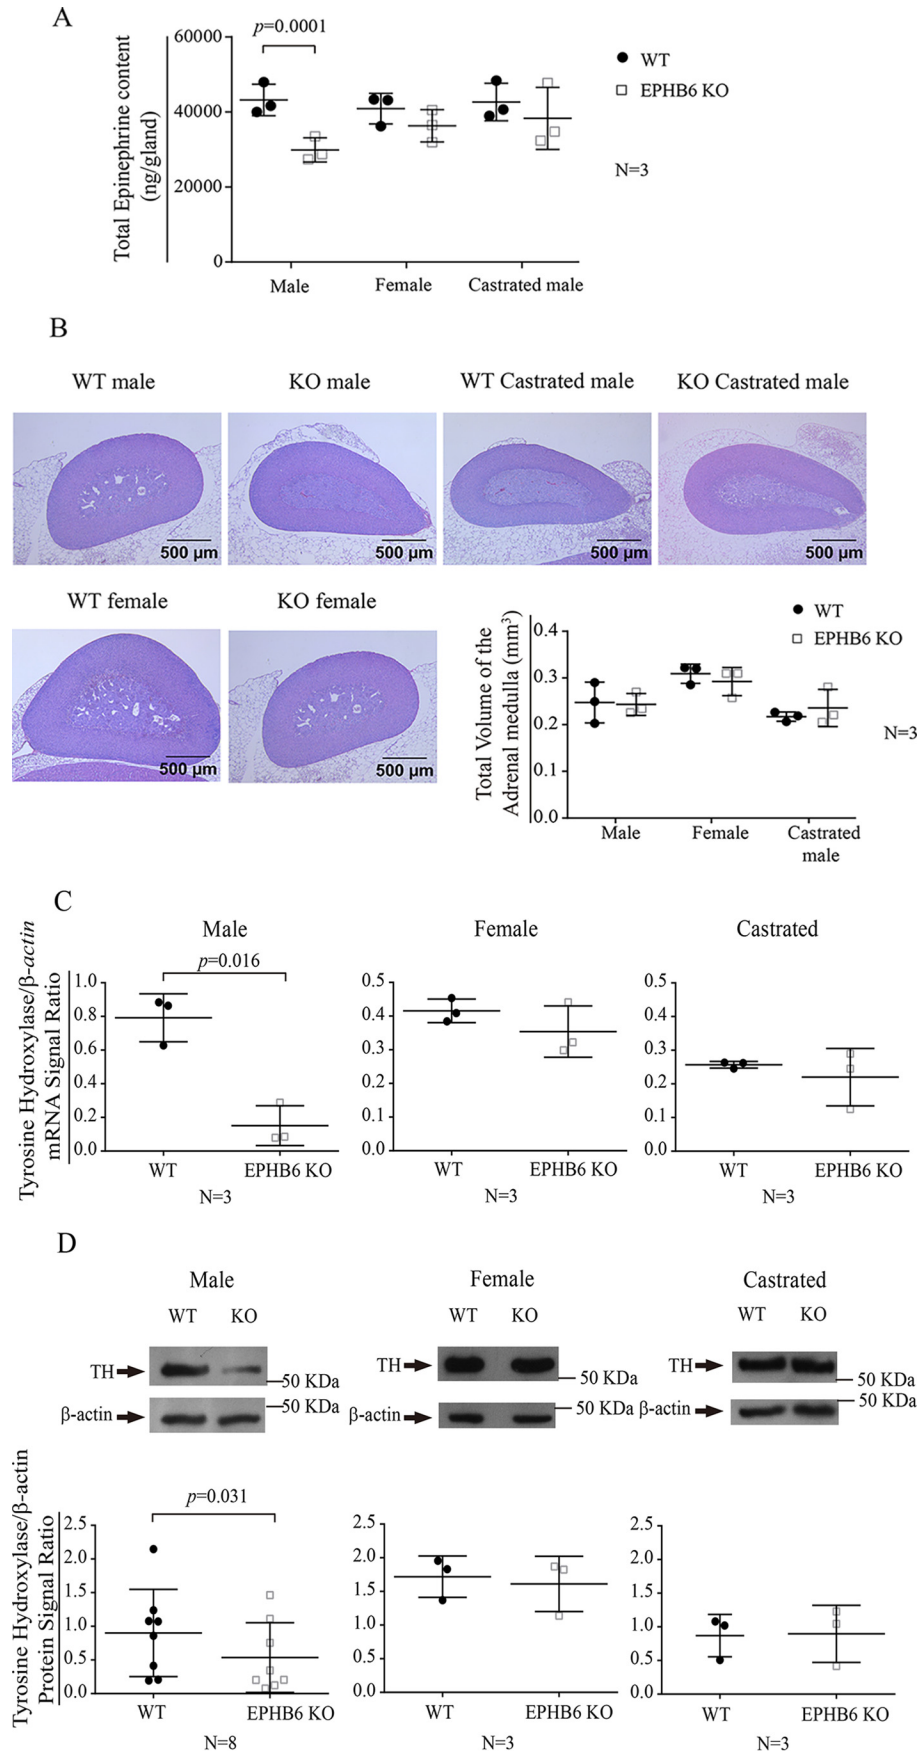 A
p=0.0001
Total Epinephrine content
(ng/gland)
60000
40000
20000
0
WT
EPHB6 KO
N=3
Male
Female
Castrated male
B
WT male
KO male
WT Castrated male
KO Castrated male
500 µm
500 µm
500 µm
500 µm
WT female
KO female
500 µm
500 µm
WT
EPHB6 KO
Total Volume of the
Adrenal medulla (mm³)
0.4
0.3
0.2
0.1
0.0
N=3
Male
Female
Castrated
male
C
Male
Female
Castrated
Tyrosine Hydroxylase/β-actin
mRNA Signal Ratio
p=0.016
1.0
0.8
0.6
0.4
0.2
0.0
WT
EPHB6 KO
N=3
0.5
0.4
0.3
0.2
0.1
0.0
WT
EPHB6 KO
N=3
0.5
0.4
0.3
0.2
0.1
0.0
WT
EPHB6 KO
N=3
D
Male
WT KO
TH
50 KDa
β-actin
50 KDa
Female
WT KO
TH
50 KDa
β-actin
50 KDa
Castrated
WT KO
TH
50 KDa
β-actin
50 KDa
Tyrosine Hydroxylase/β-actin
Protein Signal Ratio
p=0.031
2.5
2.0
1.5
1.0
0.5
0.0
WT
EPHB6 KO
N=8
2.5
2.0
1.5
1.0
0.5
0.0
WT
EPHB6 KO
N=3
2.5
2.0
1.5
1.0
0.5
0.0
WT
EPHB6 KO
N=3